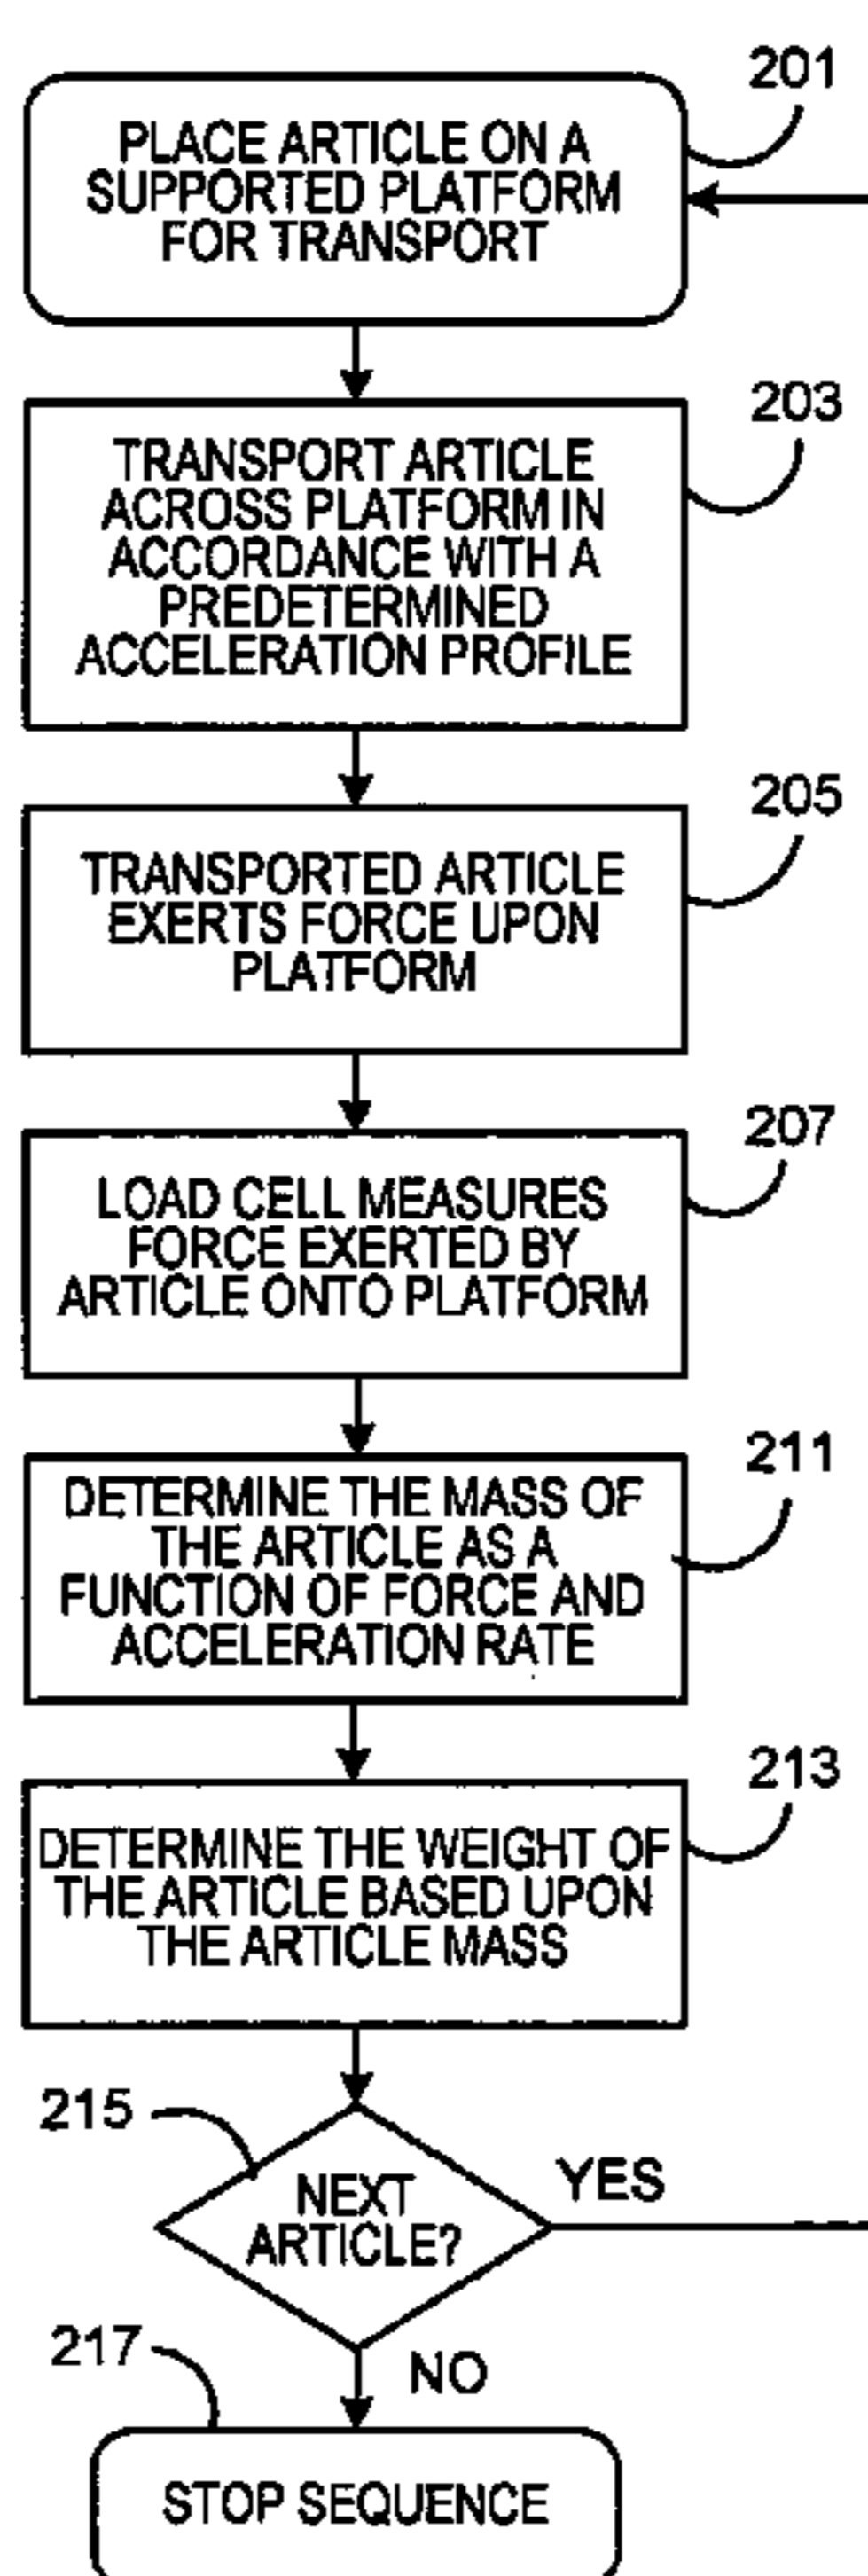 201
PLACE ARTICLE ON A
SUPPORTED PLATFORM
FOR TRANSPORT
203
TRANSPORT ARTICLE
ACROSS PLATFORM IN
ACCORDANCE WITH A
PREDETERMINED
ACCELERATION PROFILE
205
TRANSPORTED ARTICLE
EXERTS FORCE UPON
PLATFORM
207
LOAD CELL MEASURES
FORCE EXERTED BY
ARTICLE ONTO PLATFORM
211
DETERMINE THE MASS OF
THE ARTICLE AS A
FUNCTION OF FORCE AND
ACCELERATION RATE
213
DETERMINE THE WEIGHT OF
THE ARTICLE BASED UPON
THE ARTICLE MASS
215
NEXT
ARTICLE?
YES
217
NO
STOP SEQUENCE